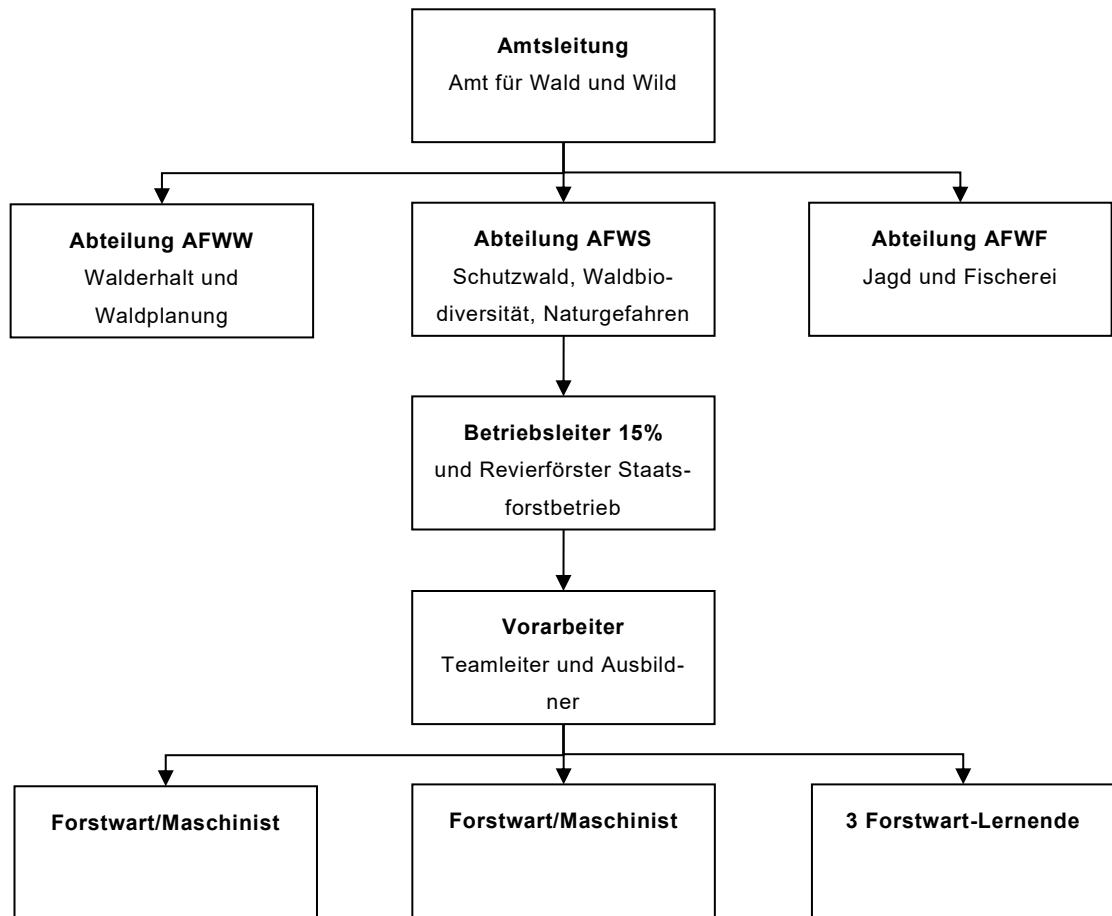 Amtsleitung
Amt für Wald und Wild
Abteilung AFWW
Walderhalt und
Waldplanung
Abteilung AFWS
Schutzwald, Waldbio-
diversität, Naturgefahren
Abteilung AFWF
Jagd und Fischerei
Betriebsleiter 15%
und Revierförster Staats-
forstbetrieb
Vorarbeiter
Teamleiter und Ausbild-
ner
Forstwart/Maschinist
Forstwart/Maschinist
3 Forstwart-Lernende